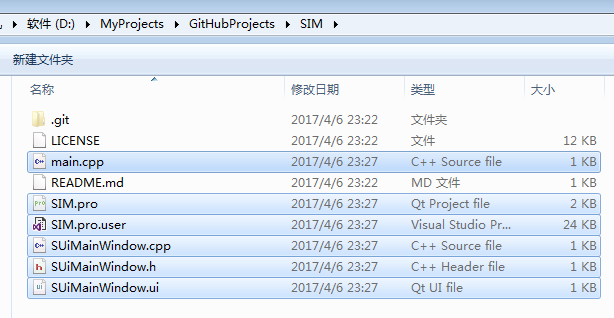 软件 (D:) ▸ MyProjects ▸ GitHubProjects ▸ SIM ▸
新建文件夹
名称 修改日期 类型 大小
.git 2017/4/6 23:22 文件夹
LICENSE 2017/4/6 23:22 文件 12 KB
main.cpp 2017/4/6 23:27 C++ Source file 1 KB
README.md 2017/4/6 23:22 MD 文件 1 KB
SIM.pro 2017/4/6 23:27 Qt Project file 2 KB
SIM.pro.user 2017/4/6 23:27 Visual Studio Pr... 24 KB
SUiMainWindow.cpp 2017/4/6 23:27 C++ Source file 1 KB
SUiMainWindow.h 2017/4/6 23:27 C++ Header file 1 KB
SUiMainWindow.ui 2017/4/6 23:27 Qt UI file 1 KB